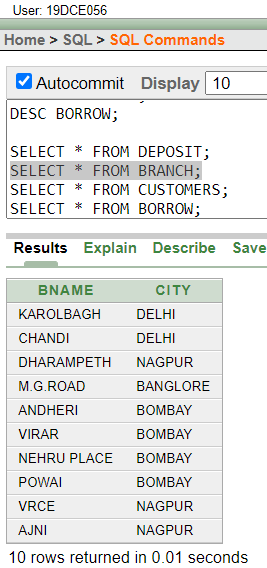 User: 19DCE056
Home > SQL > SQL Commands
Autocommit Display 10
DESC BORROW;
SELECT * FROM DEPOSIT;
SELECT * FROM BRANCH;
SELECT * FROM CUSTOMERS;
SELECT * FROM BORROW;
Results Explain Describe Save
BNAME CITY
KAROLBAGH DELHI
CHANDI DELHI
DHARAMPETH NAGPUR
M.G.ROAD BANGLORE
ANDHERI BOMBAY
VIRAR BOMBAY
NEHRU PLACE BOMBAY
POWAI BOMBAY
VRCE NAGPUR
AJNI NAGPUR
10 rows returned in 0.01 seconds